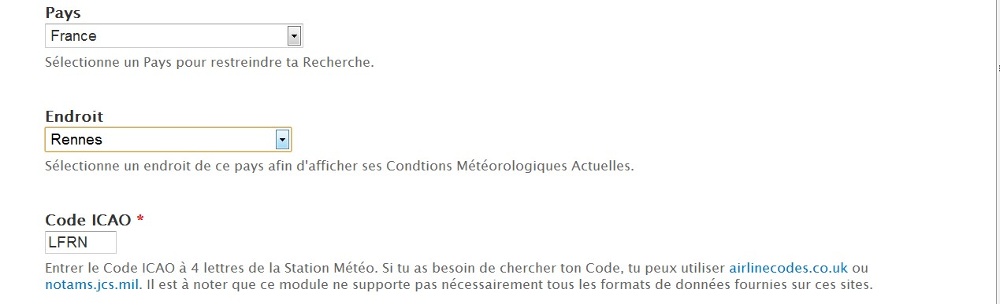 Pays
France
Sélectionne un Pays pour restreindre ta Recherche.
Endroit
Rennes
Sélectionne un endroit de ce pays afin d'afficher ses Condtions Météorologiques Actuelles.
Code ICAO *
LFRN
Entrer le Code ICAO à 4 lettres de la Station Météo. Si tu as besoin de chercher ton Code, tu peux utiliser airlinecodes.co.uk ou
notams.jcs.mil. Il est à noter que ce module ne supporte pas nécessairement tous les formats de données fournies sur ces sites.